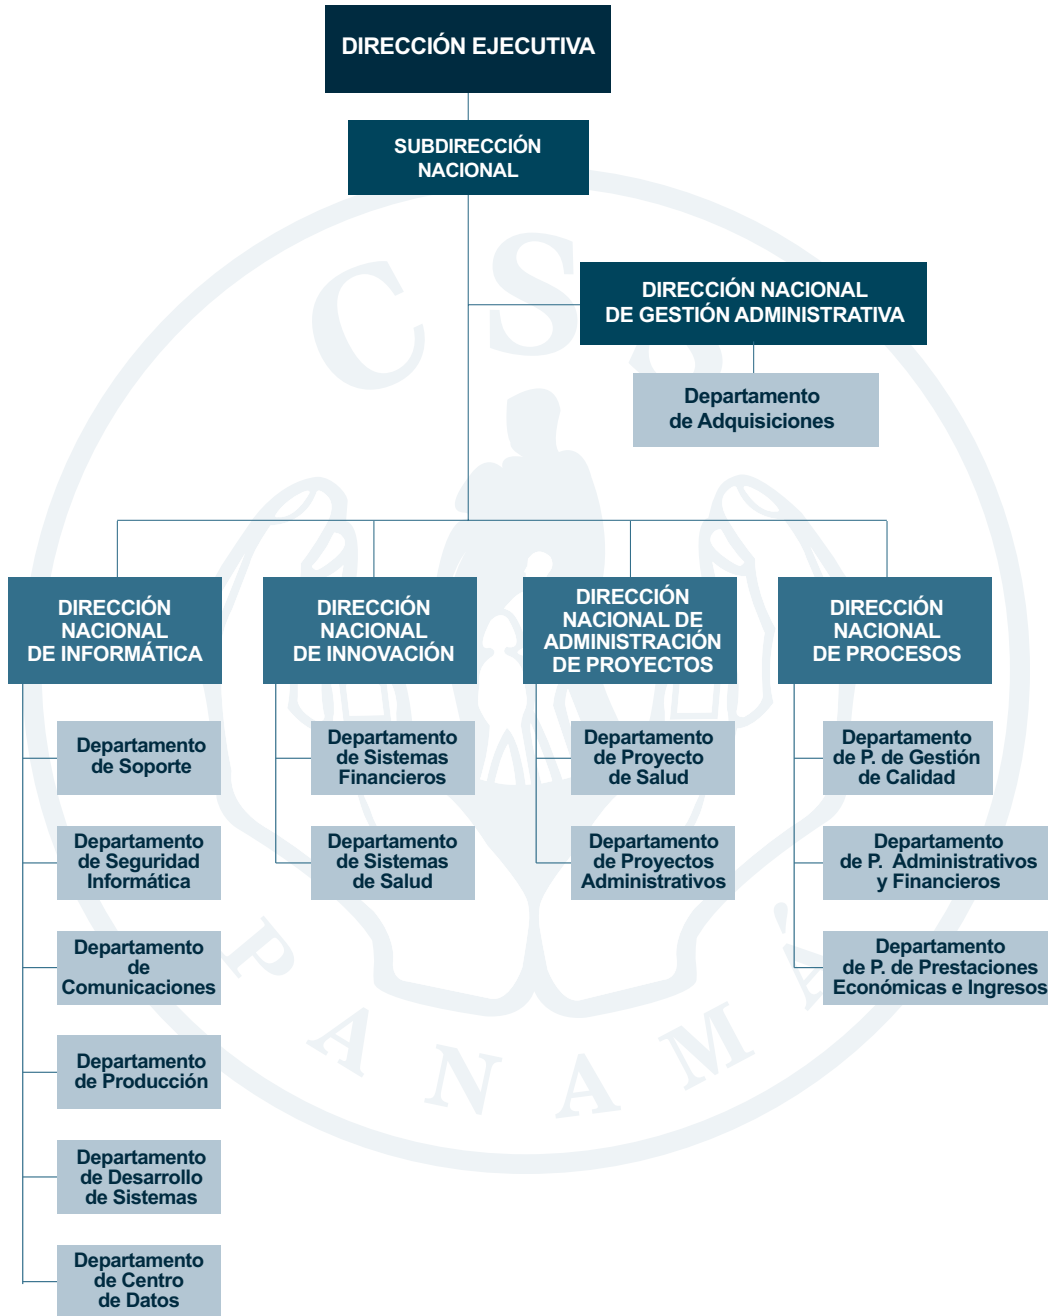 DIRECCIÓN EJECUTIVA
SUBDIRECCIÓN
NACIONAL
DIRECCIÓN NACIONAL
DE GESTIÓN ADMINISTRATIVA
Departamento
de Adquisiciones
DIRECCIÓN
NACIONAL
DE INFORMÁTICA
Departamento
de Soporte
Departamento
de Seguridad
Informática
Departamento
de
Comunicaciones
Departamento
de Producción
Departamento
de Desarrollo
de Sistemas
Departamento
de Centro
de Datos
DIRECCIÓN
NACIONAL
DE INNOVACIÓN
Departamento
de Sistemas
Financieros
Departamento
de Sistemas
de Salud
DIRECCIÓN
NACIONAL DE
ADMINISTRACIÓN
DE PROYECTOS
Departamento
de Proyecto
de Salud
Departamento
de Proyectos
Administrativos
DIRECCIÓN
NACIONAL
DE PROCESOS
Departamento
de P. de Gestión
de Calidad
Departamento
de P. Administrativos
y Financieros
Departamento
de P. de Prestaciones
Económicas e Ingresos
CSS
PANAMÁ